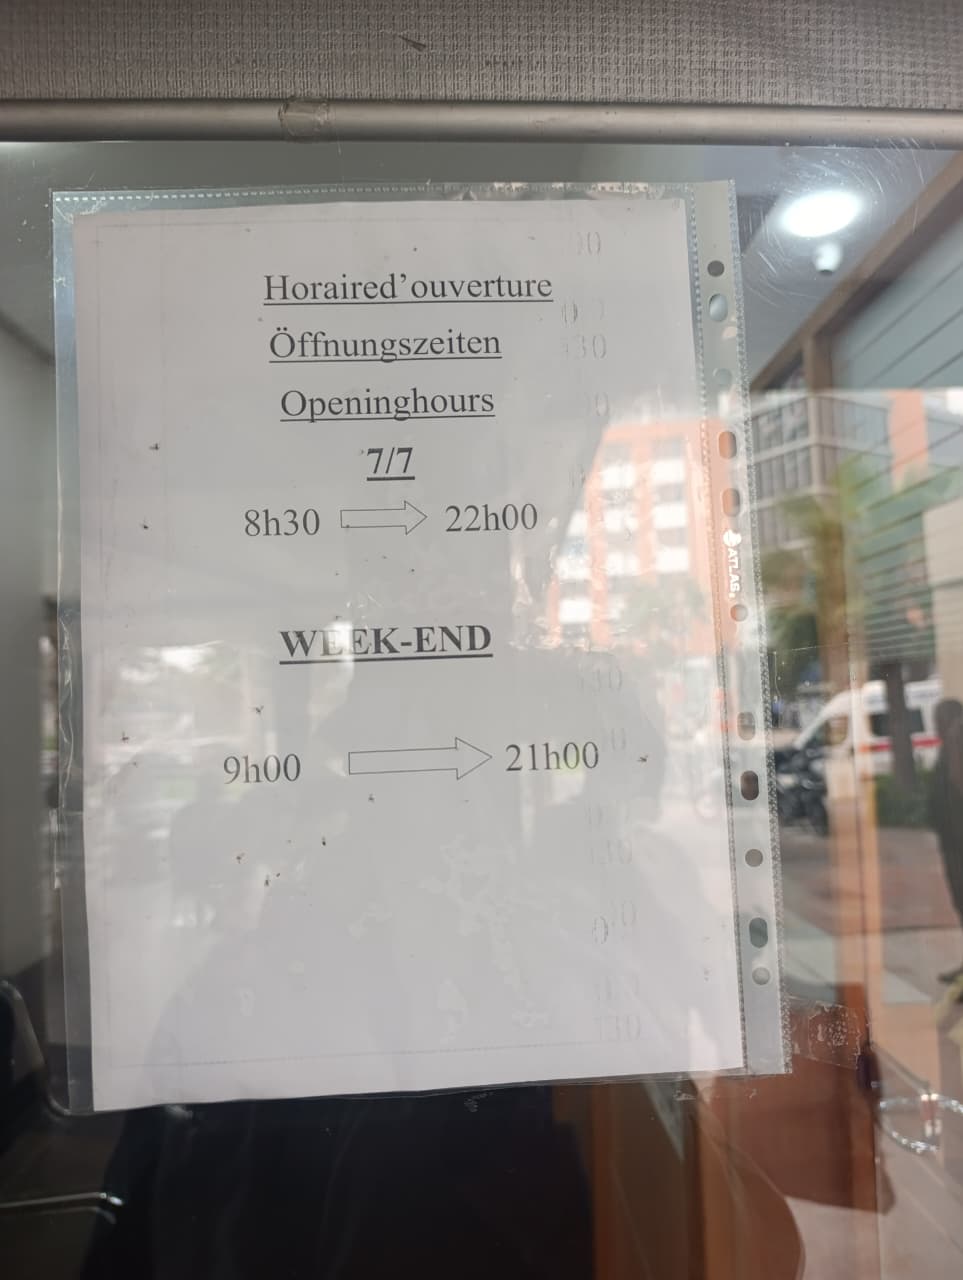 Horaired'ouverture
Öffnungszeiten
Openinghours
7/7
8h30 22h00
WEEK-END
9h00 21h00
ATLAS